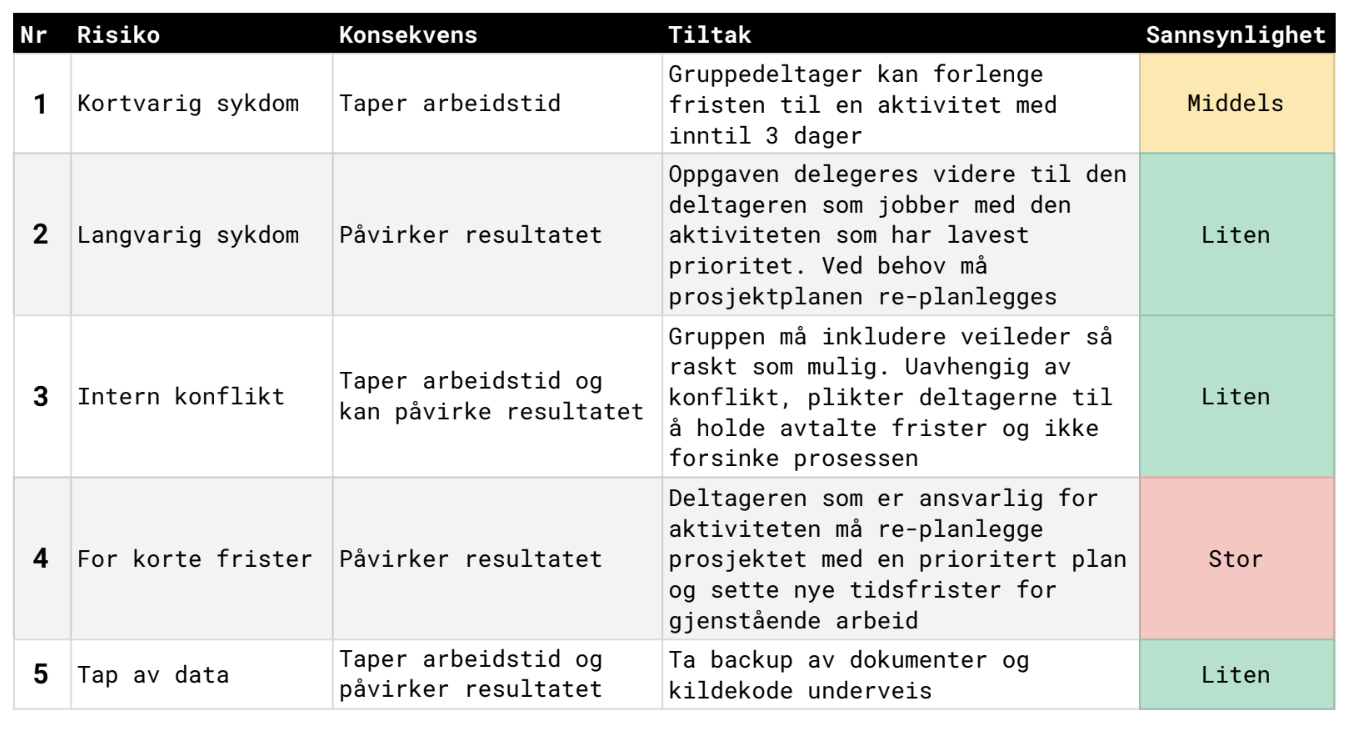 Nr Risiko Konsekvens Tiltak Sannsynlighet
1 Kortvarig sykdom Taper arbeidstid Gruppedeltager kan forlenge
fristen til en aktivitet med
inntil 3 dager Middels
2 Langvarig sykdom Påvirker resultatet Oppgaven delegeres videre til den
deltageren som jobber med den
aktiviteten som har lavest
prioritet. Ved behov må
prosjektplanen re-planlegges Liten
3 Intern konflikt Taper arbeidstid og
kan påvirke resultatet Gruppen må inkludere veileder så
raskt som mulig. Uavhengig av
konflikt, plikter deltagerne til
å holde avtalte frister og ikke
forsinke prosessen Liten
4 For korte frister Påvirker resultatet Deltageren som er ansvarlig for
aktiviteten må re-planlegge
prosjektet med en prioritert plan
og sette nye tidsfrister for
gjenstående arbeid Stor
5 Tap av data Taper arbeidstid og
påvirker resultatet Ta backup av dokumenter og
kildekode underveis Liten